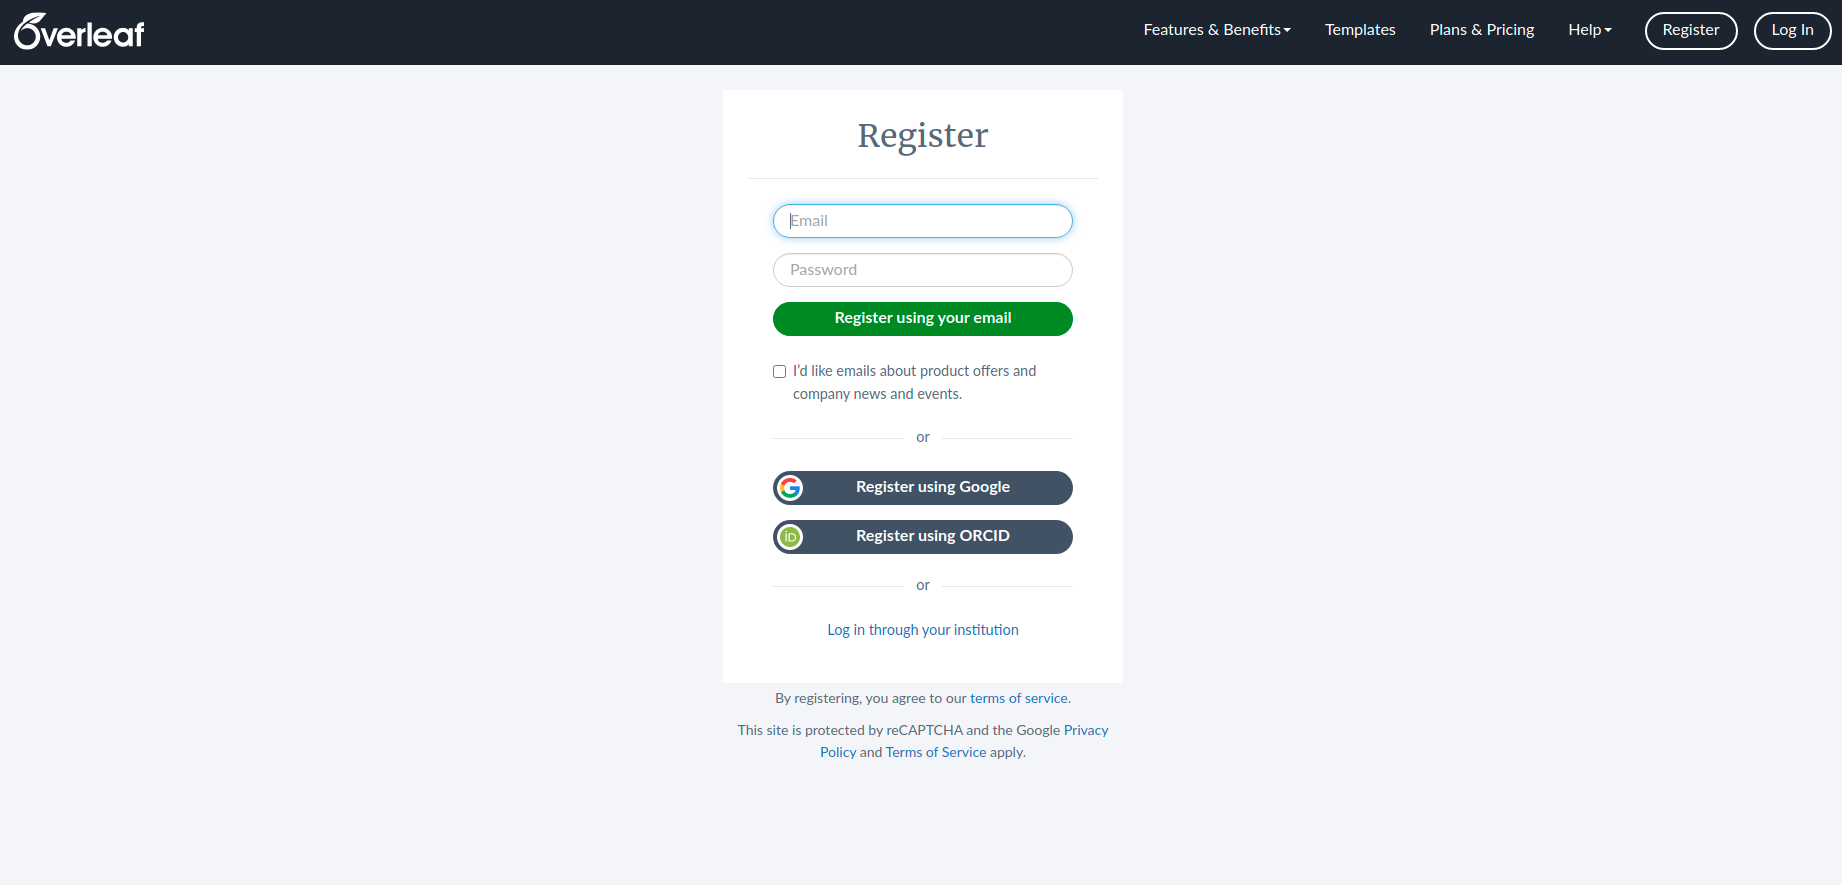 Overleaf
Features & Benefits
Templates
Plans & Pricing
Help
Register
Log In
Register
Email
Password
Register using your email
I'd like emails about product offers and
company news and events.
or
Register using Google
iD
Register using ORCID
or
Log in through your institution
By registering, you agree to our terms of service.
This site is protected by reCAPTCHA and the Google Privacy
Policy and Terms of Service apply.